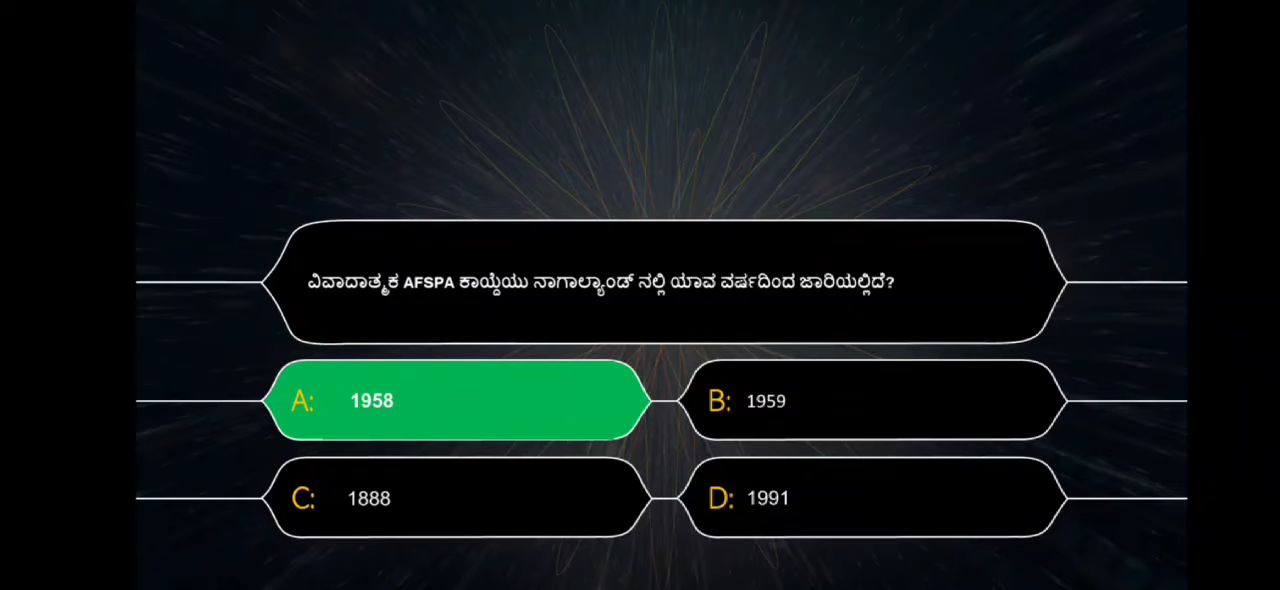 ವಿವಾದಾತ್ಮಕ AFSPA ಕಾಯ್ದೆಯು ನಾಗಾಲ್ಯಾಂಡ್ ನಲ್ಲಿ ಯಾವ ವರ್ಷದಿಂದ ಜಾರಿಯಲ್ಲಿದೆ?
A: 1958
B: 1959
C: 1888
D: 1991